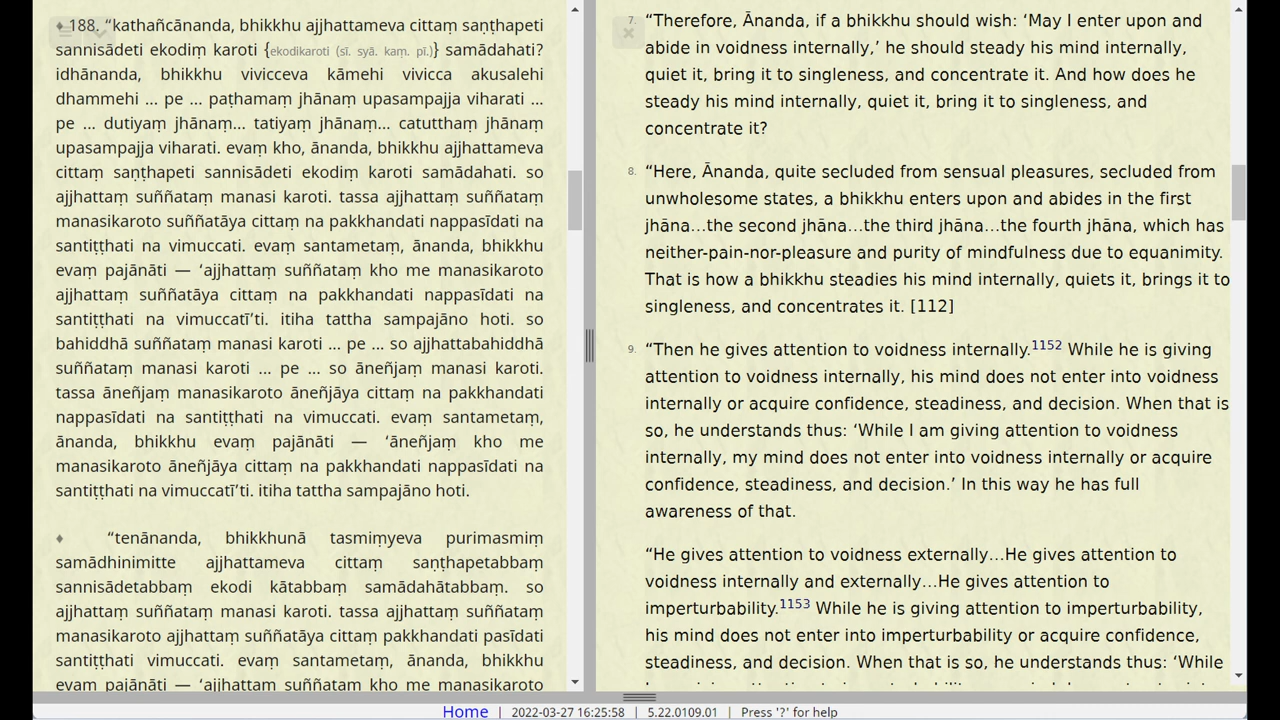 ♦ 188. “kathañcānanda, bhikkhu ajjhattameva cittaṃ saṇṭhapeti
sannisādeti ekodiṃ karoti {ekodikaroti (sī. syā. kaṃ. pī.)} samādahati?
idhānanda, bhikkhu vivicceva kāmehi vivicca akusalehi
dhammehi ... pe ... paṭhamaṃ jhānaṃ upasampajja viharati ...
pe ... dutiyaṃ jhānaṃ... tatiyaṃ jhānaṃ... catutthaṃ jhānaṃ
upasampajja viharati. evaṃ kho, ānanda, bhikkhu ajjhattameva
cittaṃ saṇṭhapeti sannisādeti ekodiṃ karoti samādahati. so
ajjhattaṃ suññataṃ manasi karoti. tassa ajjhattaṃ suññataṃ
manasikaroto suññatāya cittaṃ na pakkhandati nappasīdati na
santiṭṭhati na vimuccati. evaṃ santametaṃ, ānanda, bhikkhu
evaṃ pajānāti — ‘ajjhattaṃ suññataṃ kho me manasikaroto
ajjhattaṃ suññatāya cittaṃ na pakkhandati nappasīdati na
santiṭṭhati na vimuccatī’ti. itiha tattha sampajāno hoti. so
bahiddhā suññataṃ manasi karoti ... pe ... so ajjhattabahiddhā
suññataṃ manasi karoti ... pe ... so āneñjaṃ manasi karoti.
tassa āneñjaṃ manasikaroto āneñjāya cittaṃ na pakkhandati
nappasīdati na santiṭṭhati na vimuccati. evaṃ santametaṃ,
ānanda, bhikkhu evaṃ pajānāti — ‘āneñjaṃ kho me
manasikaroto āneñjāya cittaṃ na pakkhandati nappasīdati na
santiṭṭhati na vimuccatī’ti. itiha tattha sampajāno hoti.
♦ “tenānanda, bhikkhunā tasmiṃyeva purimasmiṃ
samādhinimitte ajjhattameva cittaṃ saṇṭhapetabbaṃ
sannisādetabbaṃ ekodi kātabbaṃ samādahātabbaṃ. so
ajjhattaṃ suññataṃ manasi karoti. tassa ajjhattaṃ suññataṃ
manasikaroto ajjhattaṃ suññatāya cittaṃ pakkhandati pasīdati
santiṭṭhati vimuccati. evaṃ santametaṃ, ānanda, bhikkhu
evaṃ pajānāti — ‘ajjhattaṃ suññataṃ kho me manasikaroto
7. “Therefore, Ānanda, if a bhikkhu should wish: ‘May I enter upon and
abide in voidness internally,’ he should steady his mind internally,
quiet it, bring it to singleness, and concentrate it. And how does he
steady his mind internally, quiet it, bring it to singleness, and
concentrate it?
8. “Here, Ānanda, quite secluded from sensual pleasures, secluded from
unwholesome states, a bhikkhu enters upon and abides in the first
jhāna…the second jhāna…the third jhāna…the fourth jhāna, which has
neither-pain-nor-pleasure and purity of mindfulness due to equanimity.
That is how a bhikkhu steadies his mind internally, quiets it, brings it to
singleness, and concentrates it. [112]
9. “Then he gives attention to voidness internally.1152 While he is giving
attention to voidness internally, his mind does not enter into voidness
internally or acquire confidence, steadiness, and decision. When that is
so, he understands thus: ‘While I am giving attention to voidness
internally, my mind does not enter into voidness internally or acquire
confidence, steadiness, and decision.’ In this way he has full
awareness of that.
“He gives attention to voidness externally…He gives attention to
voidness internally and externally…He gives attention to
imperturbability.1153 While he is giving attention to imperturbability,
his mind does not enter into imperturbability or acquire confidence,
steadiness, and decision. When that is so, he understands thus: ‘While
Home | 2022-03-27 16:25:58 | 5.22.0109.01 | Press '?' for help